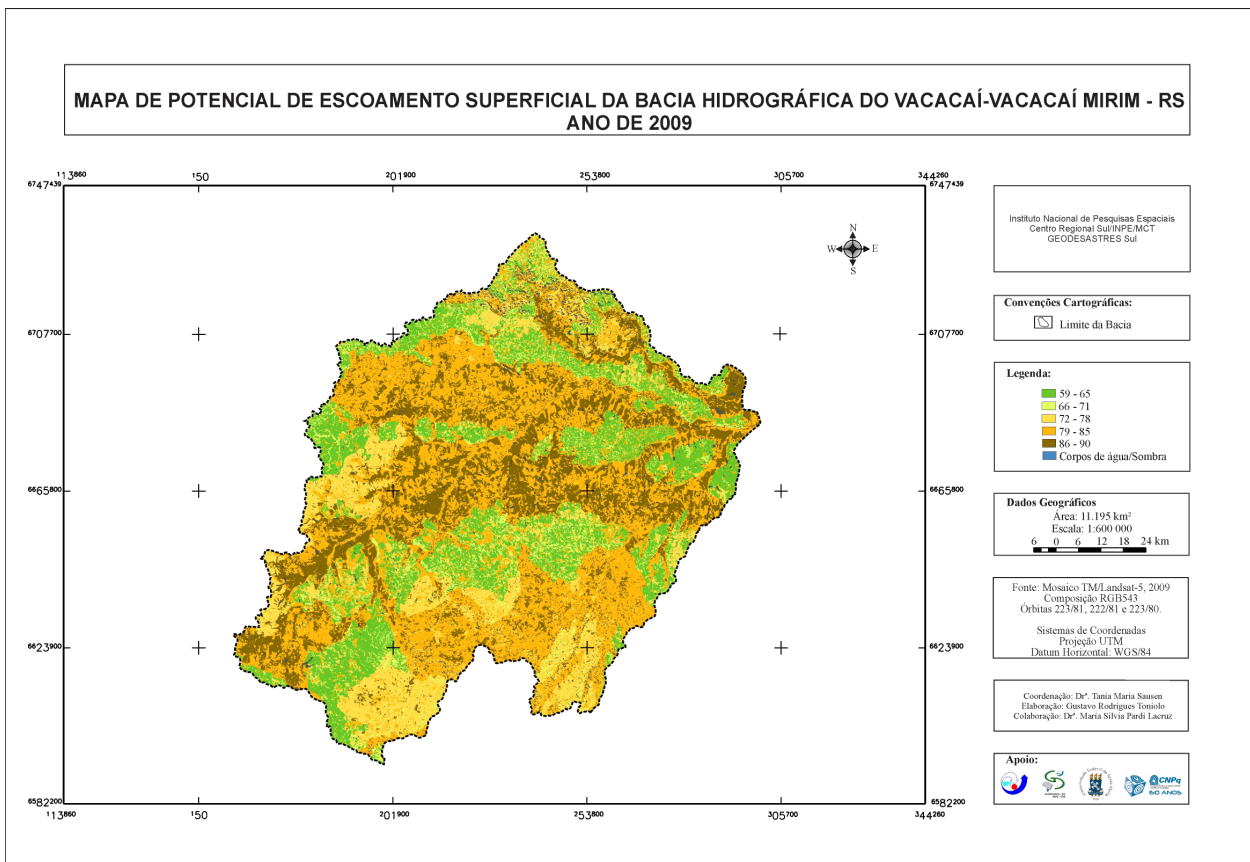 MAPA DE POTENCIAL DE ESCOAMENTO SUPERFICIAL DA BACIA HIDROGRÁFICA DO VACACAÍ-VACACAÍ MIRIM - RS
ANO DE 2009
113860 150 201900 253800 305700 344260
6747439 6747439
N
W E
S
6707700 6707700
6665800 6665800
6623900 6623900
6582200 6582200
113860 150 201900 253800 305700 344260
Instituto Nacional de Pesquisas Espaciais
Centro Regional Sul/INPE/MCT
GEODESASTRES Sul
Convenções Cartográficas:
Limite da Bacia
Legenda:
59 - 65
66 - 71
72 - 78
79 - 85
86 - 90
Corpos de água/Sombra
Dados Geográficos
Área: 11.195 km²
Escala: 1:600 000
6 0 6 12 18 24 km
Fonte: Mosaico TM/Landsat-5, 2009
Composição RGB543
Órbitas 223/81, 222/81 e 223/80.
Sistemas de Coordenadas
Projeção UTM
Datum Horizontal: WGS/84
Coordenação: Drª. Tania Maria Sausen
Elaboração: Gustavo Rodrigues Toniolo
Colaboração: Drª. Maria Silvia Pardi Lacruz
Apoio:
CNPq
60 ANOS